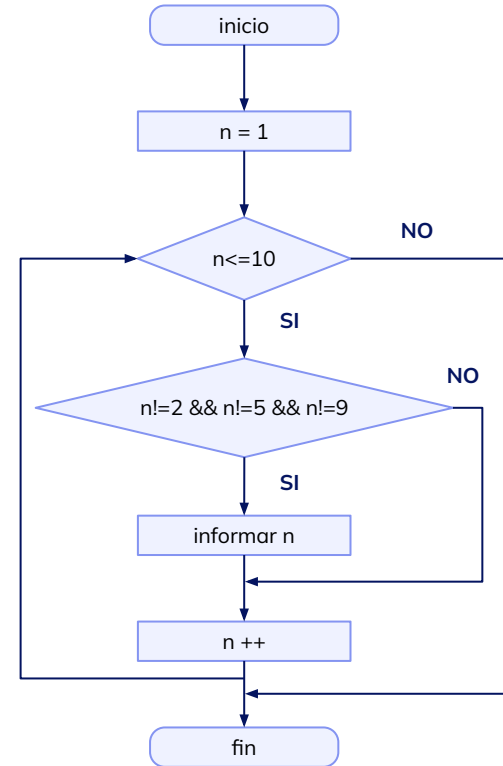 inicio
n = 1
n<=10
NO
SI
n!=2 && n!=5 && n!=9
NO
SI
informar n
n ++
fin